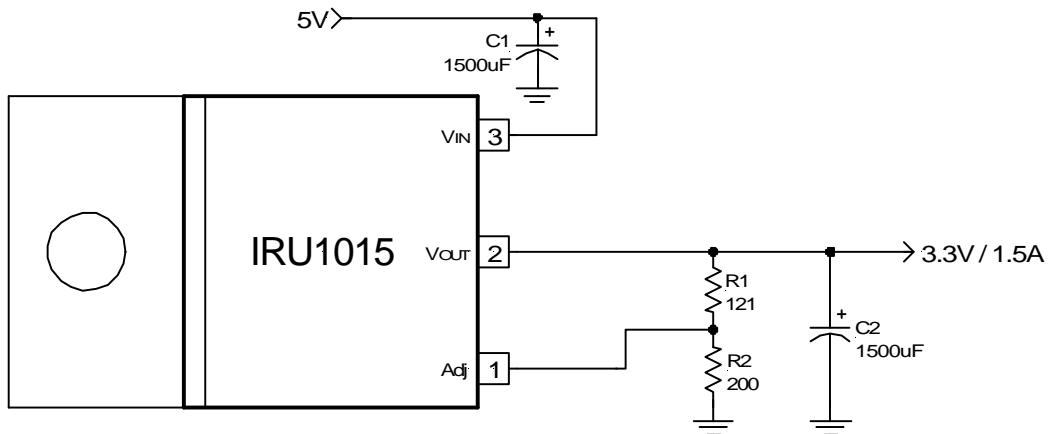 5V
C1
+
1500uF
VIN 3
IRU1015
VOUT 2
3.3V / 1.5A
R1
121
+
C2
1500uF
Adj 1
R2
200